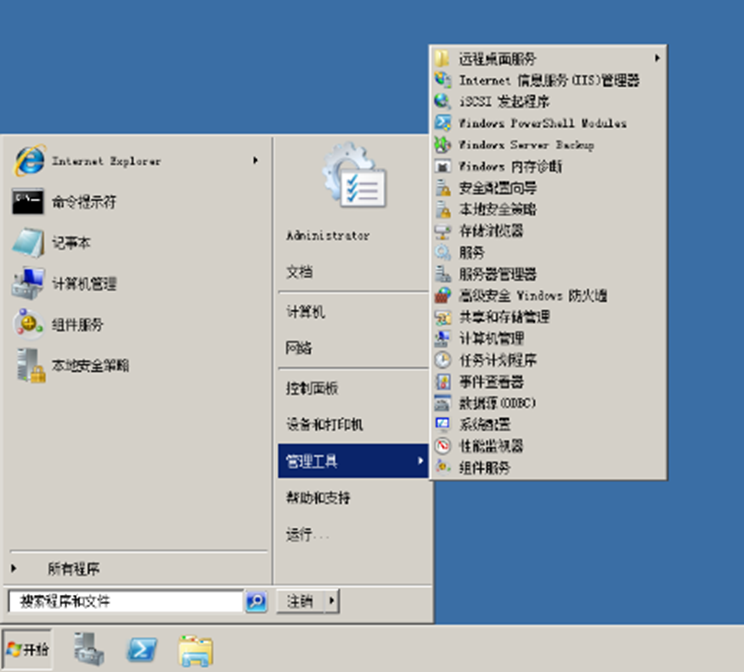 Internet Explorer
命令提示符
记事本
计算机管理
组件服务
本地安全策略
所有程序
搜索程序和文件
Administrator
文档
计算机
网络
控制面板
设备和打印机
管理工具
帮助和支持
运行...
注销
远程桌面服务
Internet 信息服务(IIS)管理器
iSCSI 发起程序
Windows PowerShell Modules
Windows Server Backup
Windows 内存诊断
安全配置向导
本地安全策略
存储浏览器
服务
服务器管理器
高级安全 Windows 防火墙
共享和存储管理
计算机管理
任务计划程序
事件查看器
数据源(ODBC)
系统配置
性能监视器
组件服务
开始